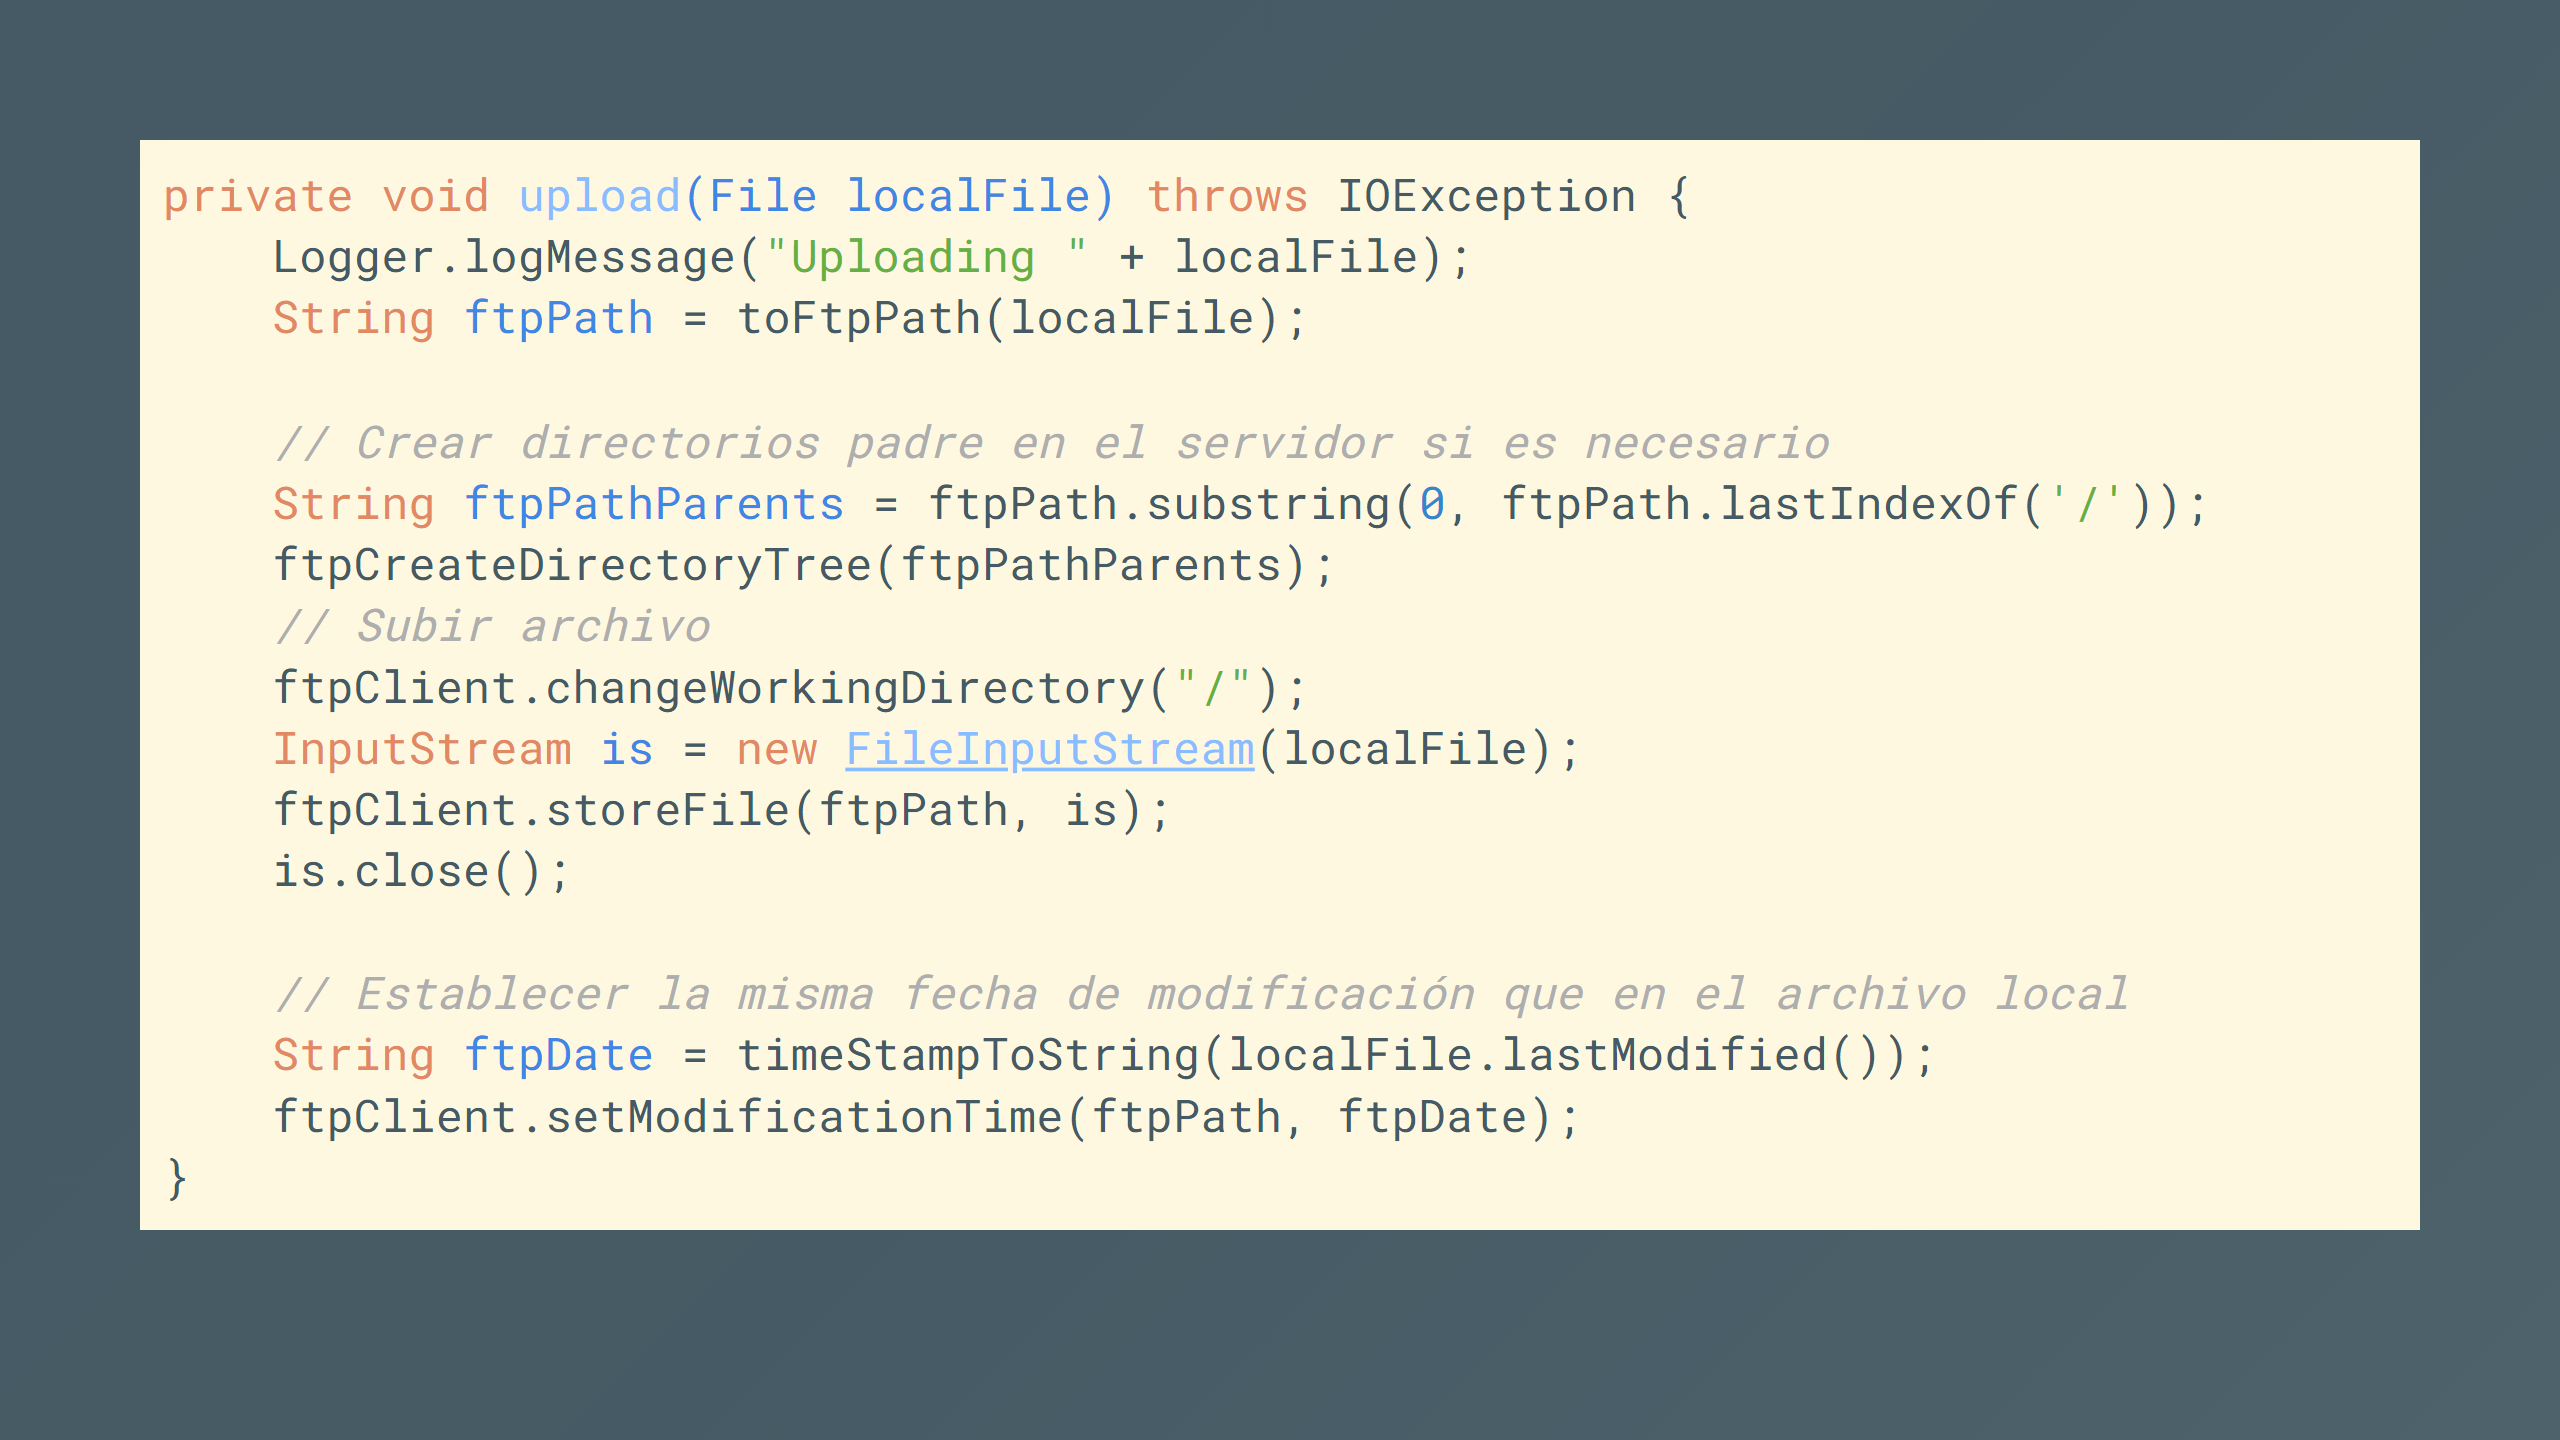 private void upload(File localFile) throws IOException {
    Logger.logMessage("Uploading " + localFile);
    String ftpPath = toFtpPath(localFile);

    // Crear directorios padre en el servidor si es necesario
    String ftpPathParents = ftpPath.substring(0, ftpPath.lastIndexOf('/'));
    ftpCreateDirectoryTree(ftpPathParents);
    // Subir archivo
    ftpClient.changeWorkingDirectory("/");
    InputStream is = new FileInputStream(localFile);
    ftpClient.storeFile(ftpPath, is);
    is.close();

    // Establecer la misma fecha de modificación que en el archivo local
    String ftpDate = timeStampToString(localFile.lastModified());
    ftpClient.setModificationTime(ftpPath, ftpDate);
}